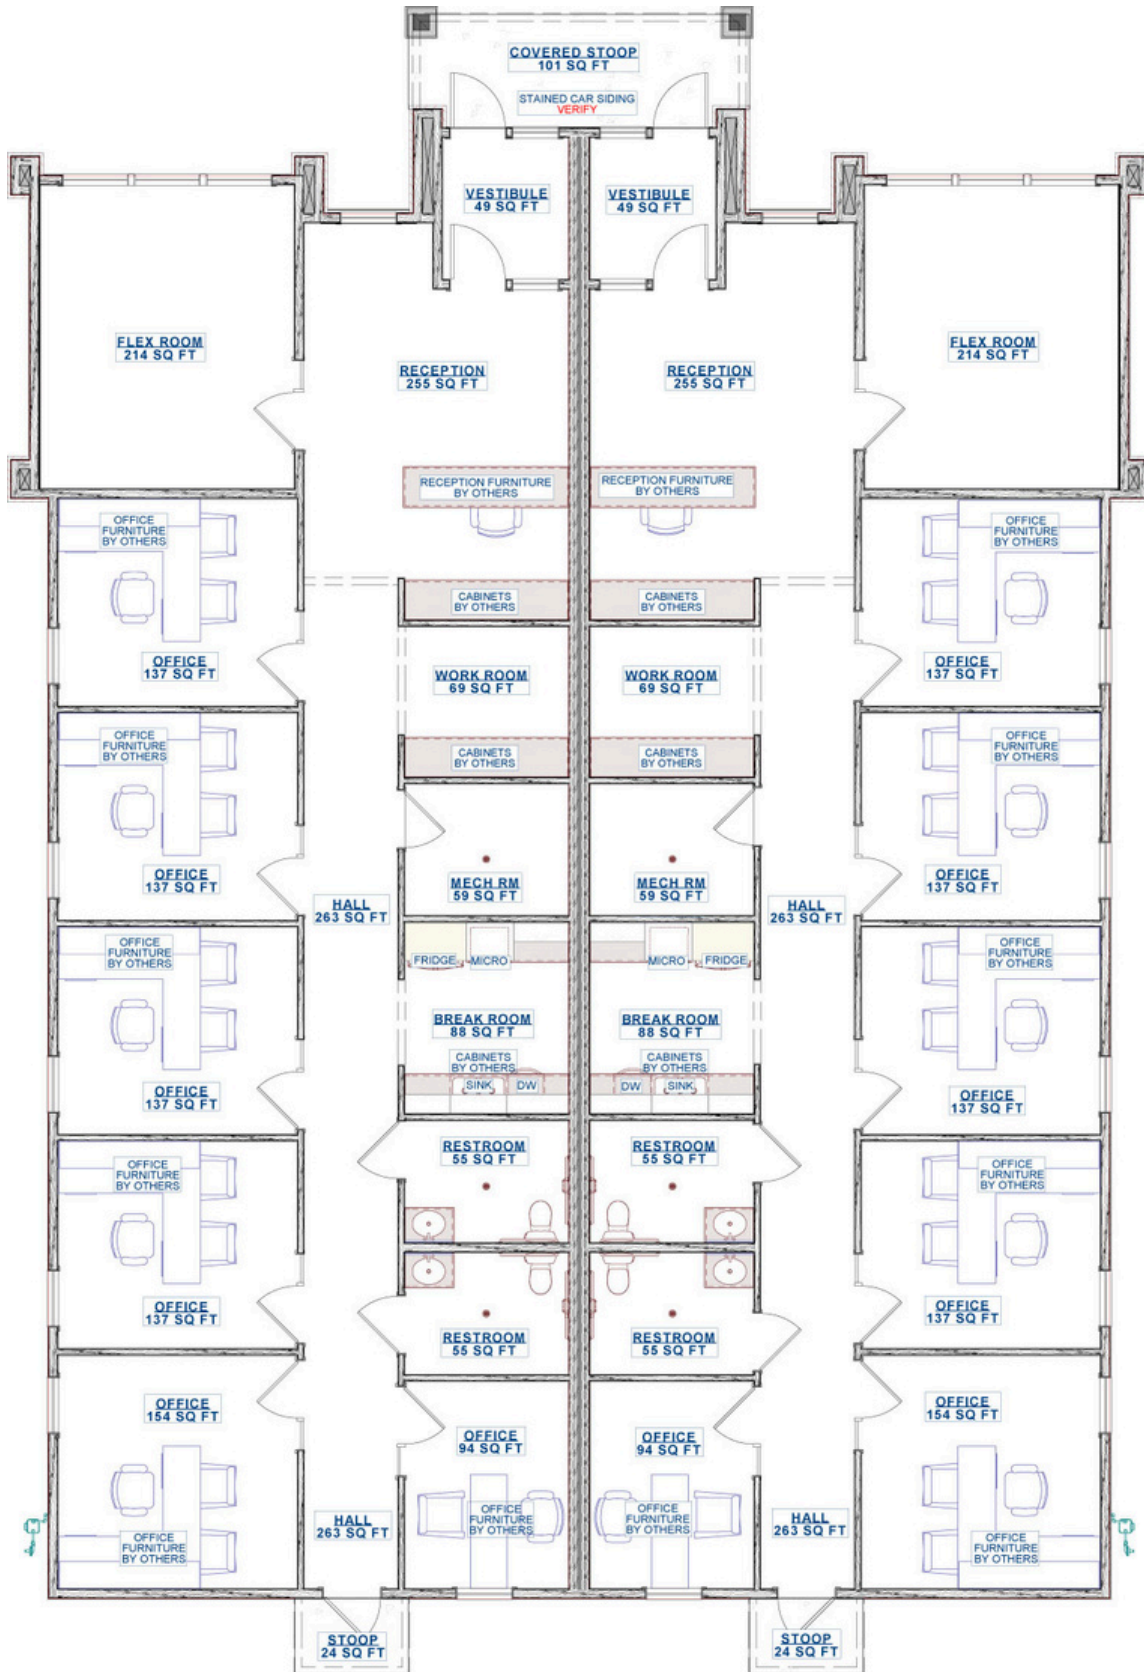 COVERED STOOP
101 SQ FT
STAINED CAR SIDING
VERIFY
VESTIBULE
49 SQ FT
VESTIBULE
49 SQ FT
FLEX ROOM
214 SQ FT
RECEPTION
255 SQ FT
RECEPTION
255 SQ FT
FLEX ROOM
214 SQ FT
RECEPTION FURNITURE
BY OTHERS
RECEPTION FURNITURE
BY OTHERS
OFFICE
FURNITURE
BY OTHERS
OFFICE
FURNITURE
BY OTHERS
CABINETS
BY OTHERS
CABINETS
BY OTHERS
OFFICE
137 SQ FT
WORK ROOM
69 SQ FT
WORK ROOM
69 SQ FT
OFFICE
137 SQ FT
OFFICE
FURNITURE
BY OTHERS
CABINETS
BY OTHERS
CABINETS
BY OTHERS
OFFICE
FURNITURE
BY OTHERS
OFFICE
137 SQ FT
MECH RM
59 SQ FT
MECH RM
59 SQ FT
OFFICE
137 SQ FT
HALL
263 SQ FT
HALL
263 SQ FT
OFFICE
FURNITURE
BY OTHERS
FRIDGE
MICRO
MICRO
FRIDGE
OFFICE
FURNITURE
BY OTHERS
BREAK ROOM
88 SQ FT
BREAK ROOM
88 SQ FT
CABINETS
BY OTHERS
CABINETS
BY OTHERS
SINK
DW
DW
SINK
OFFICE
137 SQ FT
OFFICE
137 SQ FT
RESTROOM
55 SQ FT
RESTROOM
55 SQ FT
OFFICE
FURNITURE
BY OTHERS
OFFICE
FURNITURE
BY OTHERS
OFFICE
137 SQ FT
OFFICE
137 SQ FT
RESTROOM
55 SQ FT
RESTROOM
55 SQ FT
OFFICE
154 SQ FT
OFFICE
154 SQ FT
OFFICE
94 SQ FT
OFFICE
94 SQ FT
OFFICE
FURNITURE
BY OTHERS
OFFICE
FURNITURE
BY OTHERS
HALL
263 SQ FT
HALL
263 SQ FT
OFFICE
FURNITURE
BY OTHERS
OFFICE
FURNITURE
BY OTHERS
STOOP
24 SQ FT
STOOP
24 SQ FT